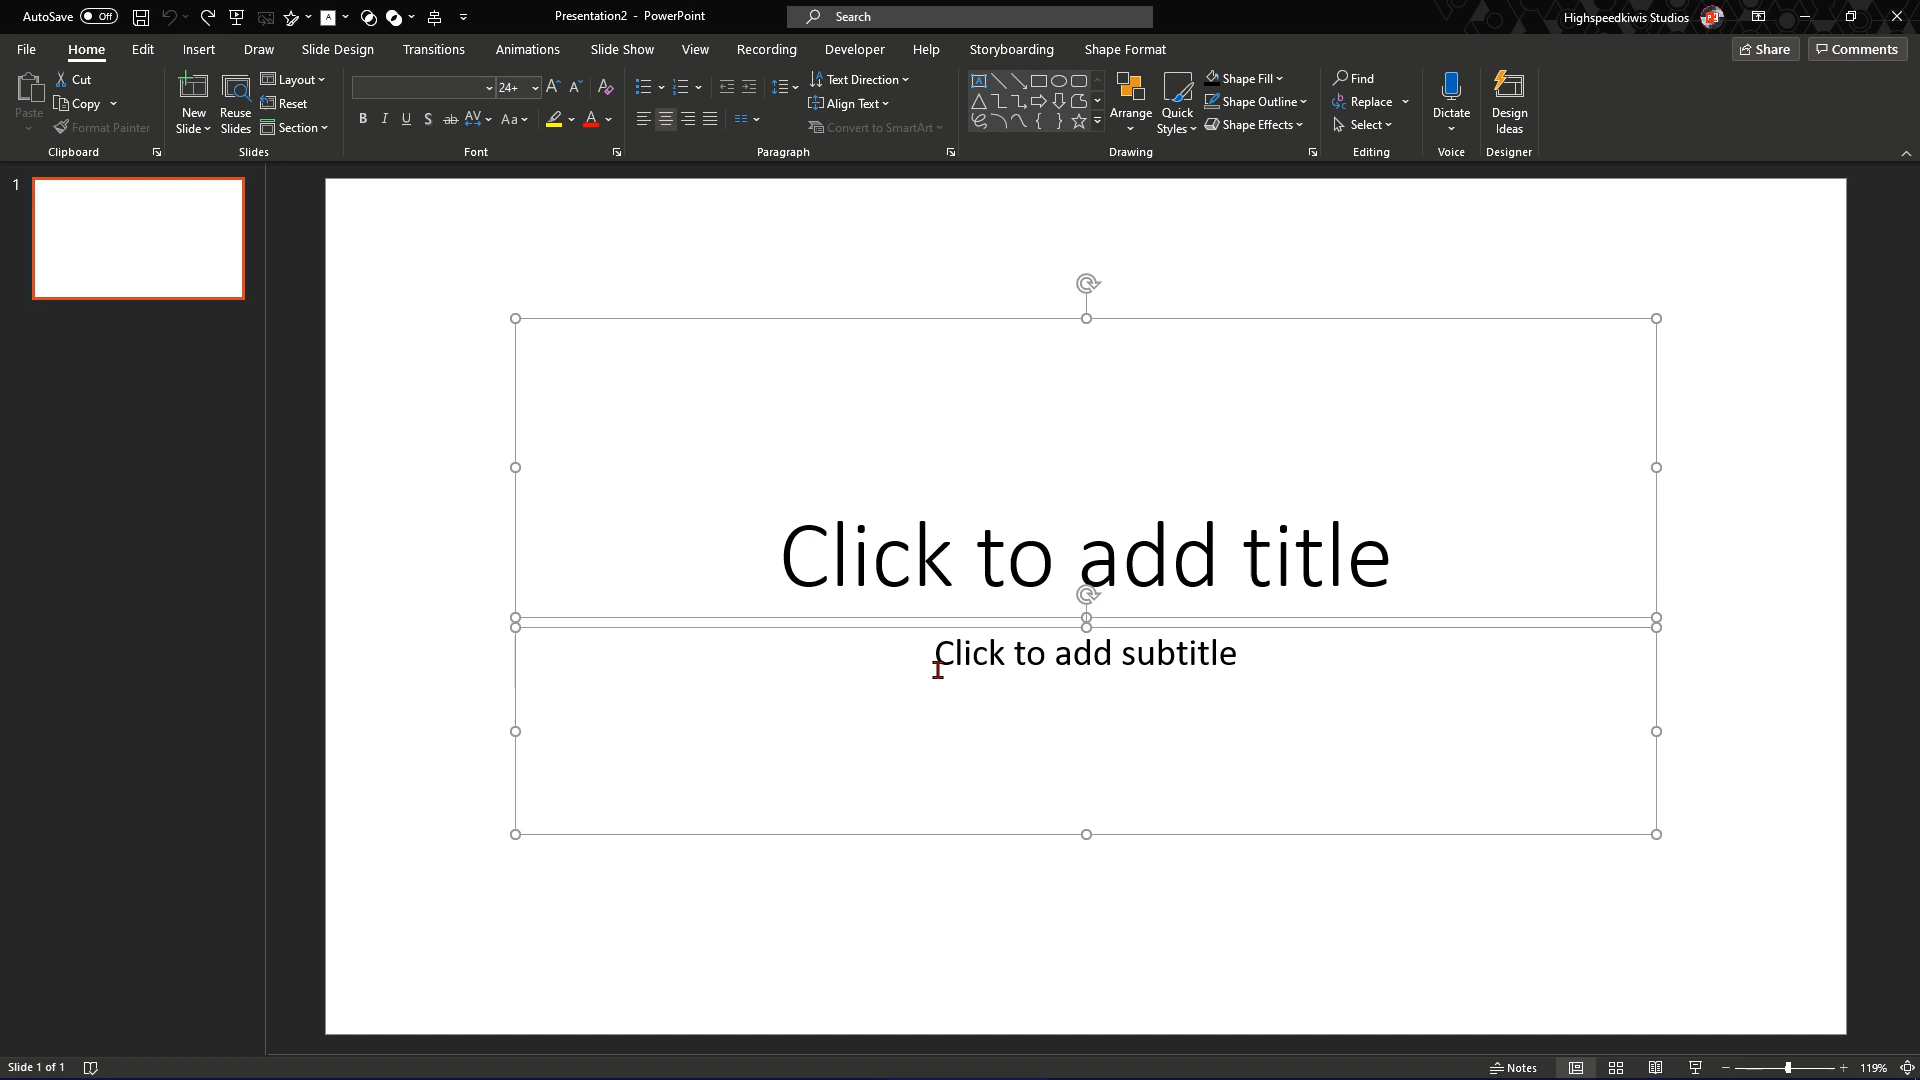 AutoSave Off
Presentation2 - PowerPoint
Search
Highspeedkiwis Studios
File Home Edit Insert Draw Slide Design Transitions Animations Slide Show View Recording Developer Help Storyboarding Shape Format
Share Comments
Paste
Cut
Copy
Format Painter
Clipboard
New Slide
Reuse Slides
Layout
Reset
Section
Slides
24+
B I U S ab AV Aa
A
Font
Text Direction
Align Text
Convert to SmartArt
Paragraph
Arrange
Quick Styles
Shape Fill
Shape Outline
Shape Effects
Drawing
Find
Replace
Select
Editing
Dictate
Voice
Design Ideas
Designer
1
Click to add title
Click to add subtitle
Slide 1 of 1
Notes
119%